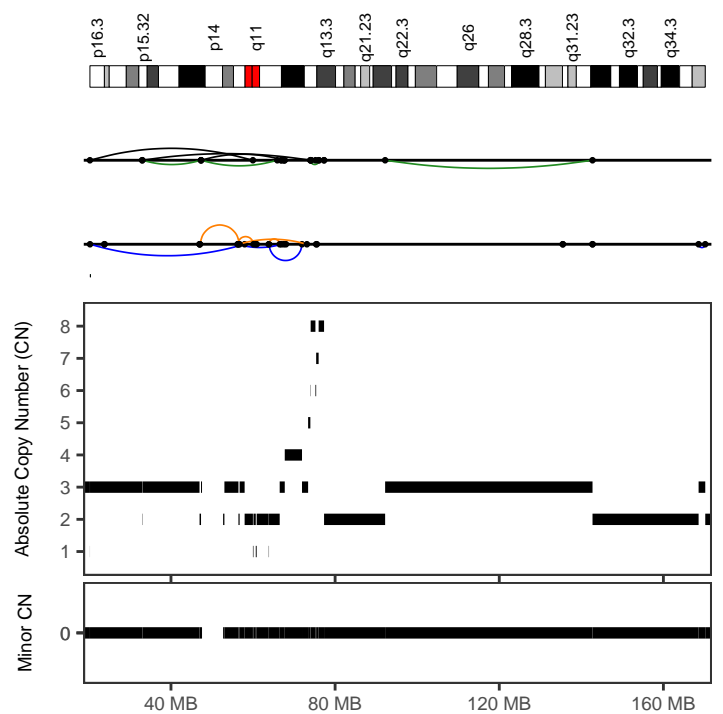 p16.3
p15.32
p14
q11
q13.3
q21.23
q22.3
q26
q28.3
q31.23
q32.3
q34.3
Absolute Copy Number (CN)
8
7
6
5
4
3
2
1
Minor CN
0
40 MB
80 MB
120 MB
160 MB